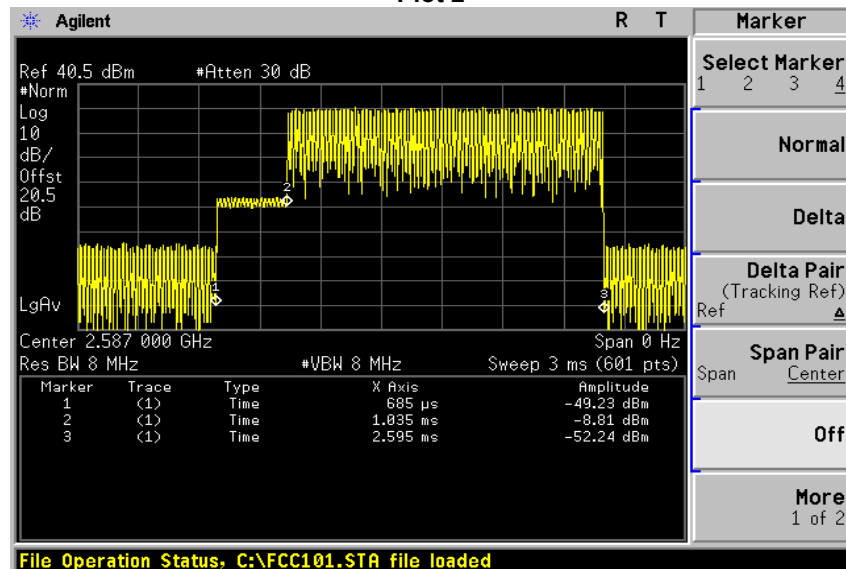 Agilent R T Marker
Ref 40.5 dBm #Atten 30 dB
#Norm
Log
10
dB/
Offst
20.5
dB
LgAv
1
2
3
Center 2.587 000 GHz Span 0 Hz
Res BW 8 MHz #VBW 8 MHz Sweep 3 ms (601 pts)
Marker Trace Type X Axis Amplitude
1 (1) Time 685 µs -49.23 dBm
2 (1) Time 1.035 ms -8.81 dBm
3 (1) Time 2.595 ms -52.24 dBm
Select Marker
1 2 3 4
Normal
Delta
Delta Pair
(Tracking Ref)
Ref Δ
Span Pair
Span Center
Off
More
1 of 2
File Operation Status, C:\FCC101.STA file loaded